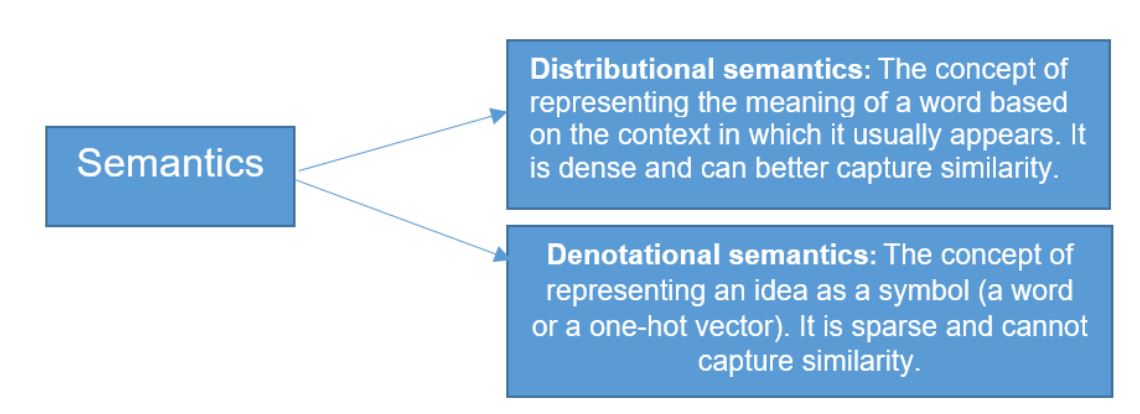 Semantics
Distributional semantics: The concept of
representing the meaning of a word based
on the context in which it usually appears. It
is dense and can better capture similarity.
Denotational semantics: The concept of
representing an idea as a symbol (a word
or a one-hot vector). It is sparse and cannot
capture similarity.